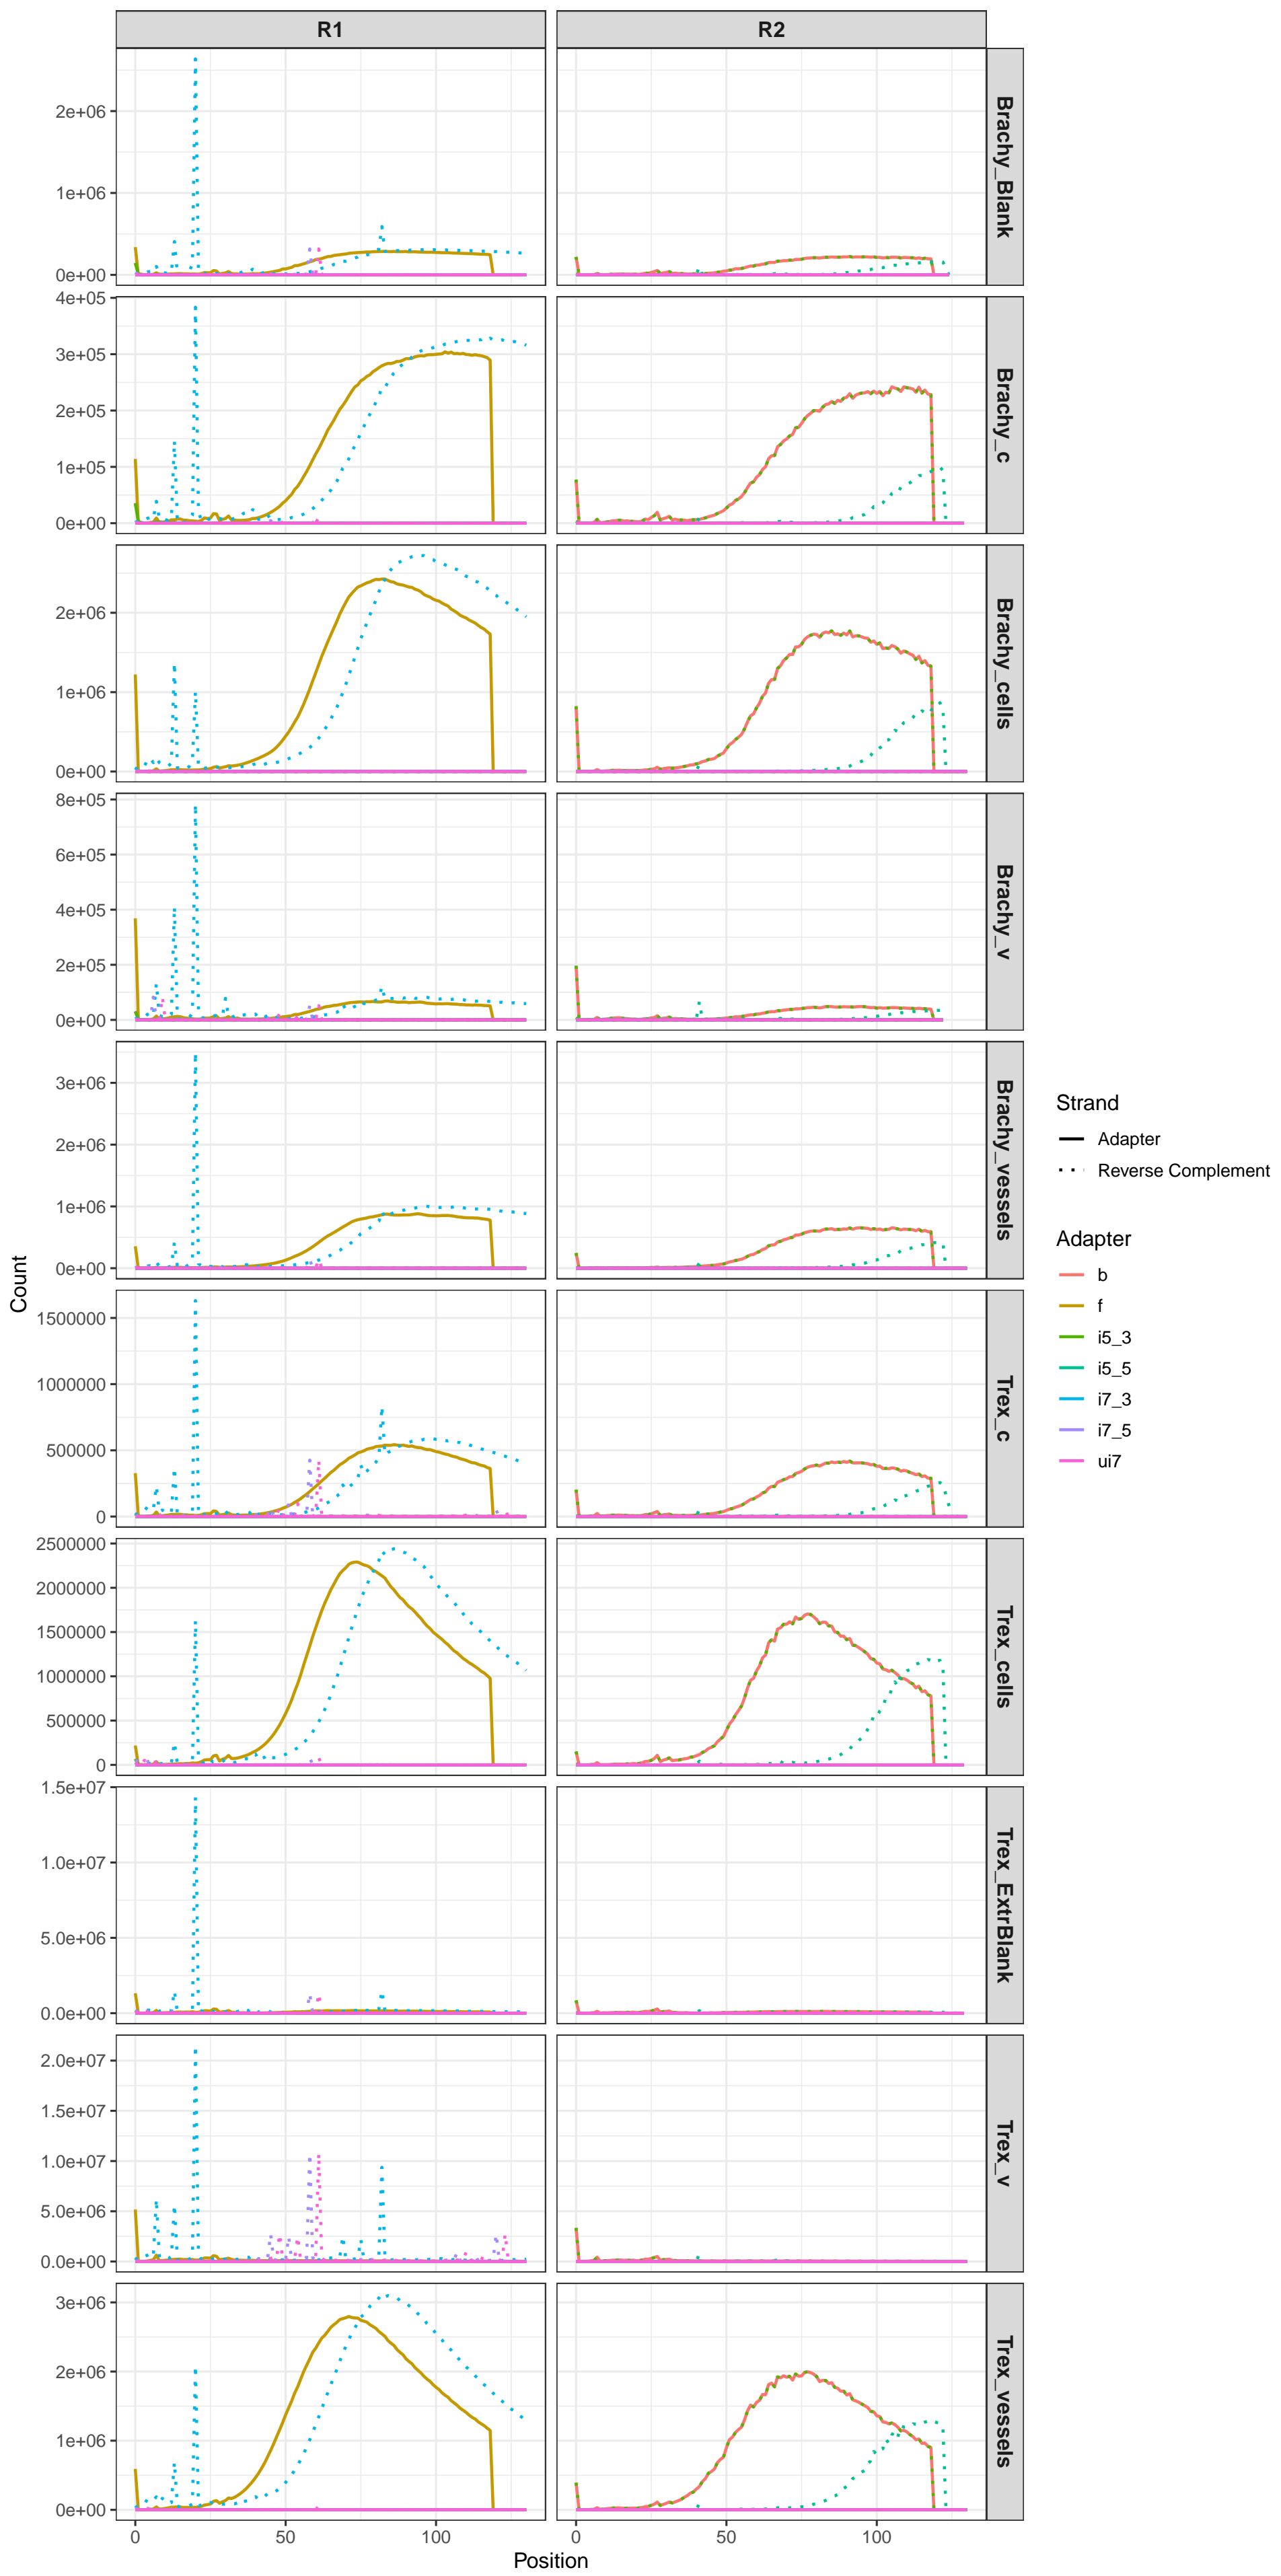 R1
R2
2e+06
1e+06
0e+00
Brachy_Blank
4e+05
3e+05
2e+05
1e+05
0e+00
Brachy_c
2e+06
1e+06
0e+00
Brachy_cells
8e+05
6e+05
4e+05
2e+05
0e+00
Brachy_v
3e+06
2e+06
1e+06
0e+00
Brachy_vessels
1500000
1000000
500000
0
Trex_c
2500000
2000000
1500000
1000000
500000
0
Trex_cells
1.5e+07
1.0e+07
5.0e+06
0.0e+00
Trex_ExtrBlank
2.0e+07
1.5e+07
1.0e+07
5.0e+06
0.0e+00
Trex_v
3e+06
2e+06
1e+06
0e+00
Trex_vessels
0 50 100 0 50 100
Position
Count
Strand
Adapter
Reverse Complement
Adapter
b
f
i5_3
i5_5
i7_3
i7_5
ui7